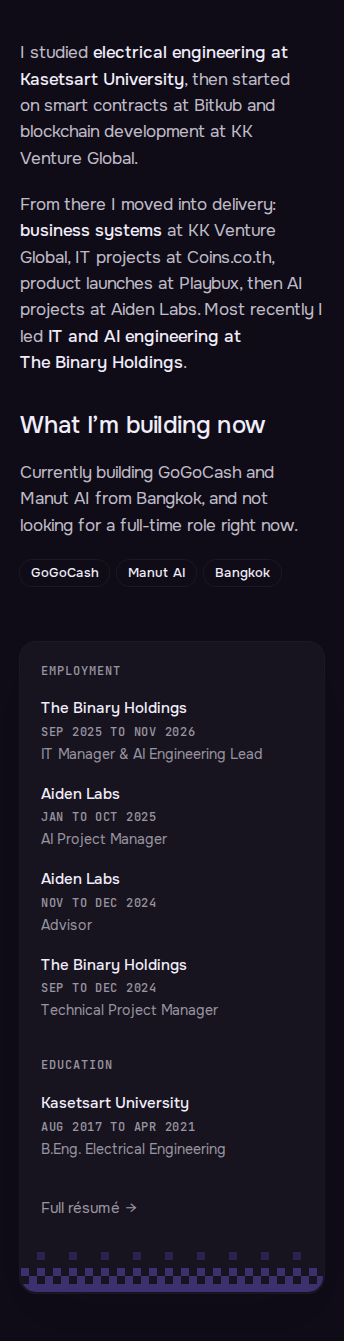 I studied electrical engineering at
Kasetsart University, then started
on smart contracts at Bitkub and
blockchain development at KK
Venture Global.
From there I moved into delivery:
business systems at KK Venture
Global, IT projects at Coins.co.th,
product launches at Playbux, then AI
projects at Aiden Labs. Most recently I
led IT and AI engineering at
The Binary Holdings.
What I’m building now
Currently building GoGoCash and
Manut AI from Bangkok, and not
looking for a full-time role right now.
GoGoCash Manut AI Bangkok
EMPLOYMENT
The Binary Holdings
SEP 2025 TO NOV 2026
IT Manager & AI Engineering Lead
Aiden Labs
JAN TO OCT 2025
AI Project Manager
Aiden Labs
NOV TO DEC 2024
Advisor
The Binary Holdings
SEP TO DEC 2024
Technical Project Manager
EDUCATION
Kasetsart University
AUG 2017 TO APR 2021
B.Eng. Electrical Engineering
Full résumé →